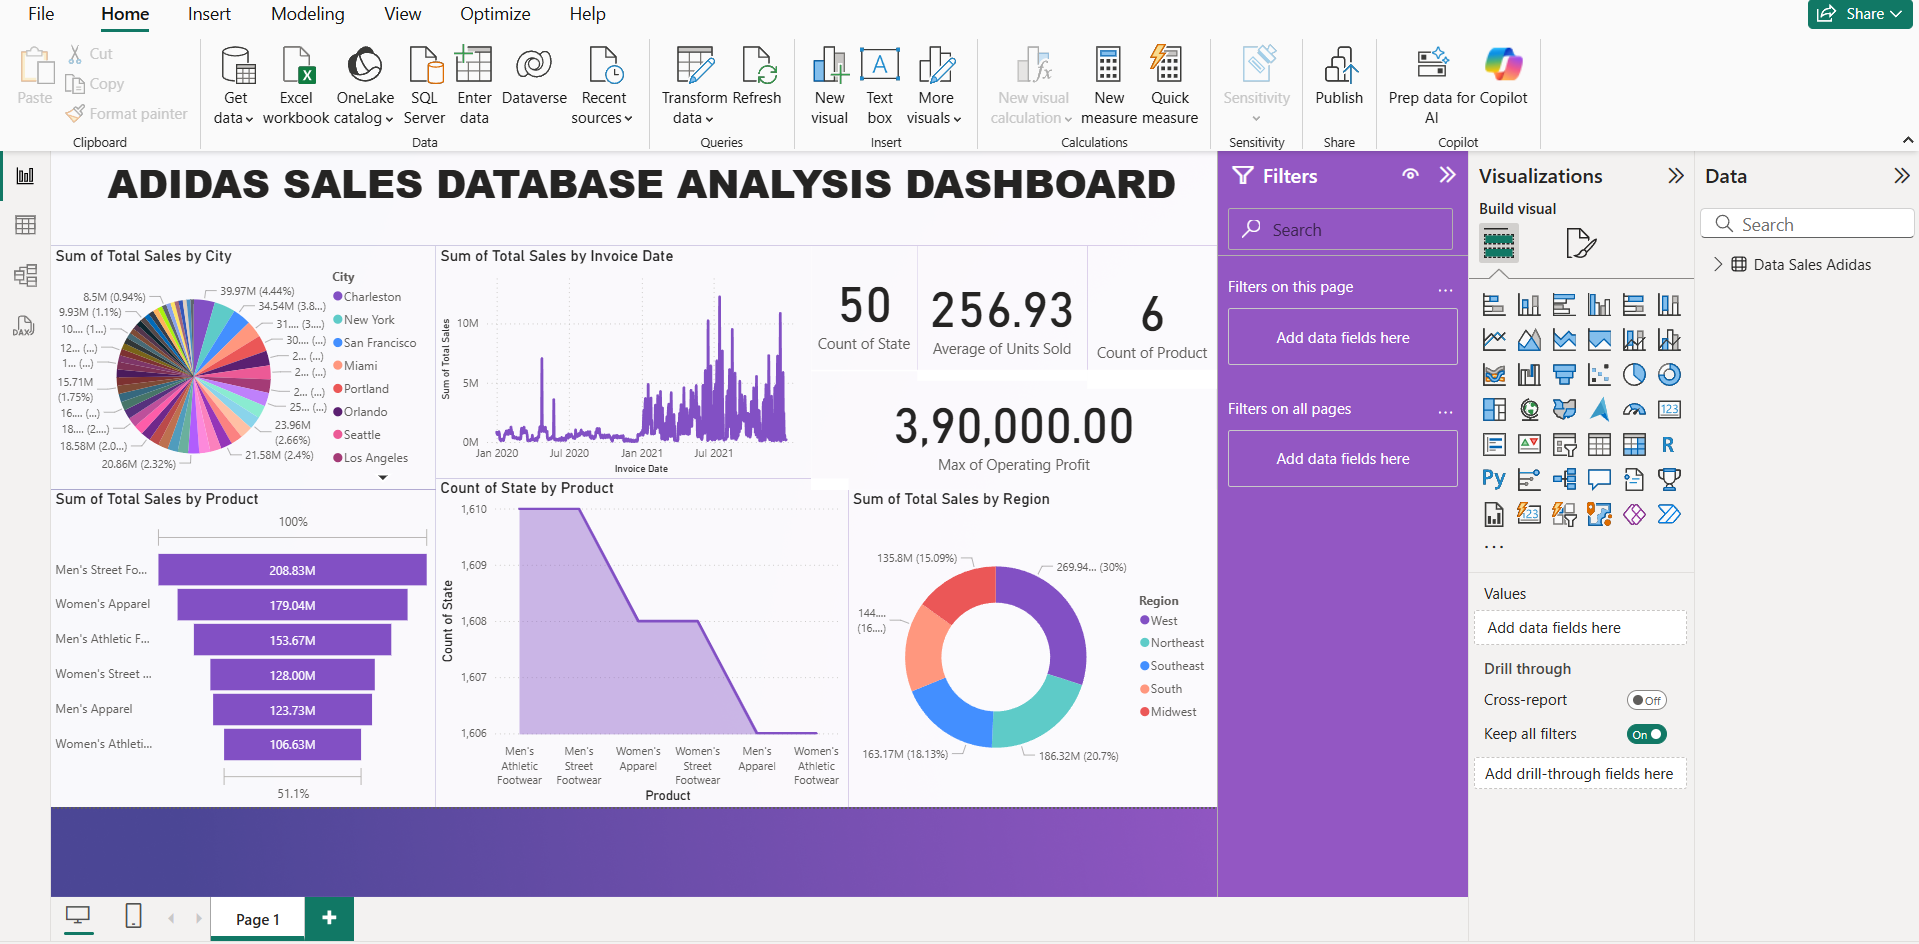 File Home Insert Modeling View Optimize Help
Share
Paste
Cut
Copy
Format painter
Get data
Excel workbook
OneLake catalog
SQL Server
Enter data
Dataverse
Recent sources
Transform data
Refresh
New visual
Text box
More visuals
New visual calculation
New measure
Quick measure
Sensitivity
Publish
Prep data for AI
Copilot
Clipboard
Data
Queries
Insert
Calculations
Sensitivity
Share
Copilot
ADIDAS SALES DATABASE ANALYSIS DASHBOARD
Sum of Total Sales by City
39.97M (4.44%)
34.54M (3.8...
31.... (3....)
30.... (...)
2... (...)
2... (...)
2... (...)
25... (...)
23.96M (2.66%)
21.58M (2.4%)
20.86M (2.32%)
18.58M (2.0...)
18.... (...)
16.... (...)
15.71M (1.75%)
1... (...)
12... (...)
10.... (1...)
9.93M (1.1%)
8.5M (0.94%)
City
Charleston
New York
San Francisco
Miami
Portland
Orlando
Seattle
Los Angeles
Sum of Total Sales by Invoice Date
Sum of Total Sales
10M
5M
0M
Jan 2020 Jul 2020 Jan 2021 Jul 2021
Invoice Date
50
Count of State
256.93
Average of Units Sold
6
Count of Product
3,90,000.00
Max of Operating Profit
Sum of Total Sales by Product
100%
Men's Street Fo... 208.83M
Women's Apparel 179.04M
Men's Athletic F... 153.67M
Women's Street ... 128.00M
Men's Apparel 123.73M
Women's Athleti... 106.63M
51.1%
Count of State by Product
Count of State
1,610
1,609
1,608
1,607
1,606
Men's Athletic Footwear
Men's Street Footwear
Women's Apparel
Women's Street Footwear
Men's Apparel
Women's Athletic Footwear
Product
Sum of Total Sales by Region
135.8M (15.09%)
269.94... (30%)
144.... (16....)
163.17M (18.13%)
186.32M (20.7%)
Region
West
Northeast
Southeast
South
Midwest
Filters
Search
Filters on this page
...
Add data fields here
Filters on all pages
...
Add data fields here
Visualizations
Build visual
123
R
Py
123
...
Values
Add data fields here
Drill through
Cross-report
Off
Keep all filters
On
Add drill-through fields here
Data
Search
Data Sales Adidas
DAX
Page 1
+